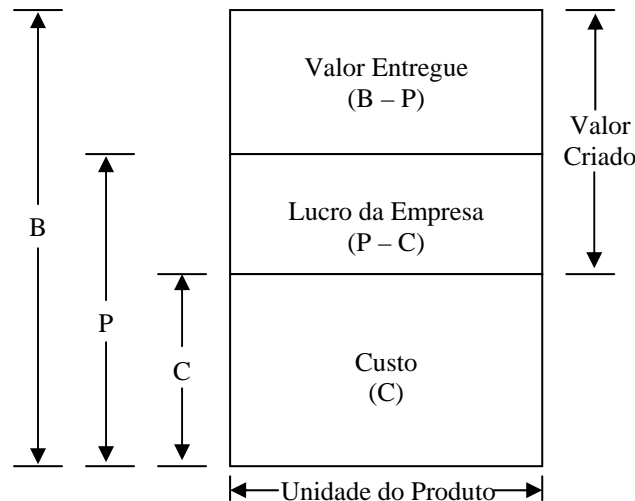 Valor Entregue
(B – P)
Valor
Criado
Lucro da Empresa
(P – C)
B
P
C
Custo
(C)
Unidade do Produto